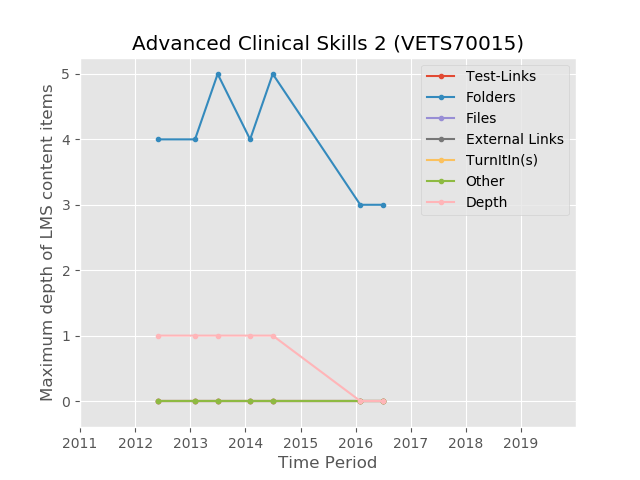 Advanced Clinical Skills 2 (VETS70015)
Maximum depth of LMS content items
5
4
3
2
1
0
Test-Links
Folders
Files
External Links
TurnItIn(s)
Other
Depth
2011 2012 2013 2014 2015 2016 2017 2018 2019
Time Period